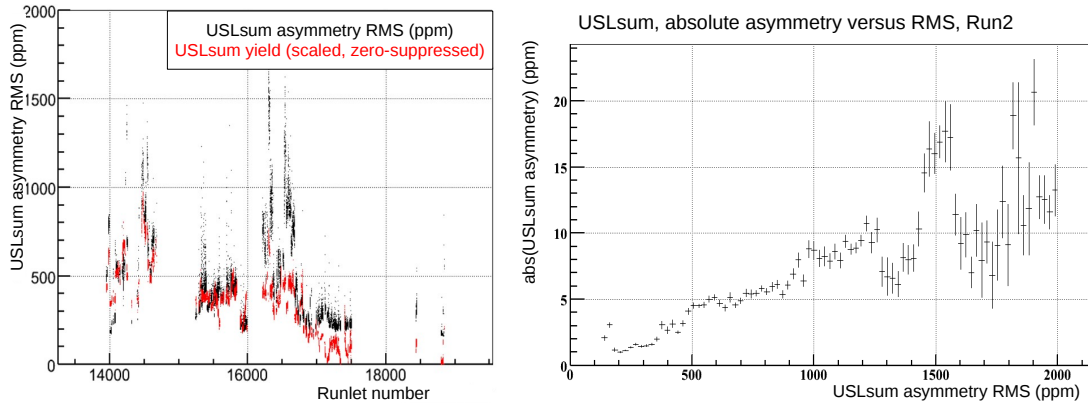 2000
USLsum asymmetry RMS (ppm)
USLsum yield (scaled, zero-suppressed)
USLsum asymmetry RMS (ppm)
1500
1000
500
0
14000
16000
18000
Runlet number
USLsum, absolute asymmetry versus RMS, Run2
abs(USLsum asymmetry) (ppm)
20
15
10
5
0
0
500
1000
1500
2000
USLsum asymmetry RMS (ppm)